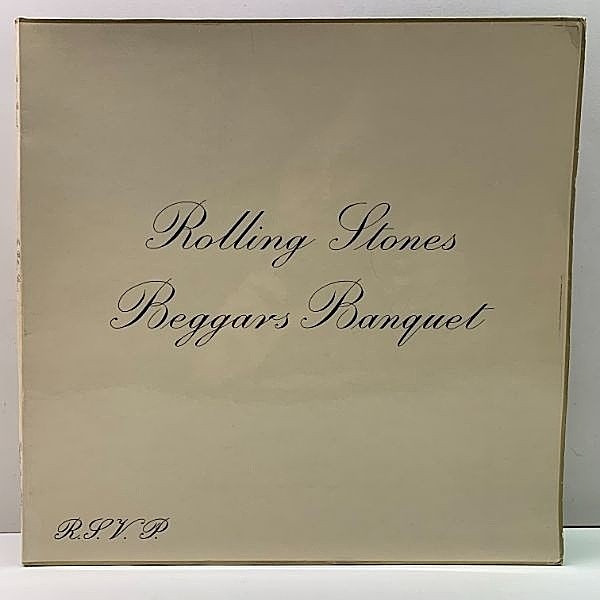 Rolling Stones
Beggars Banquet
R.S.V.P.